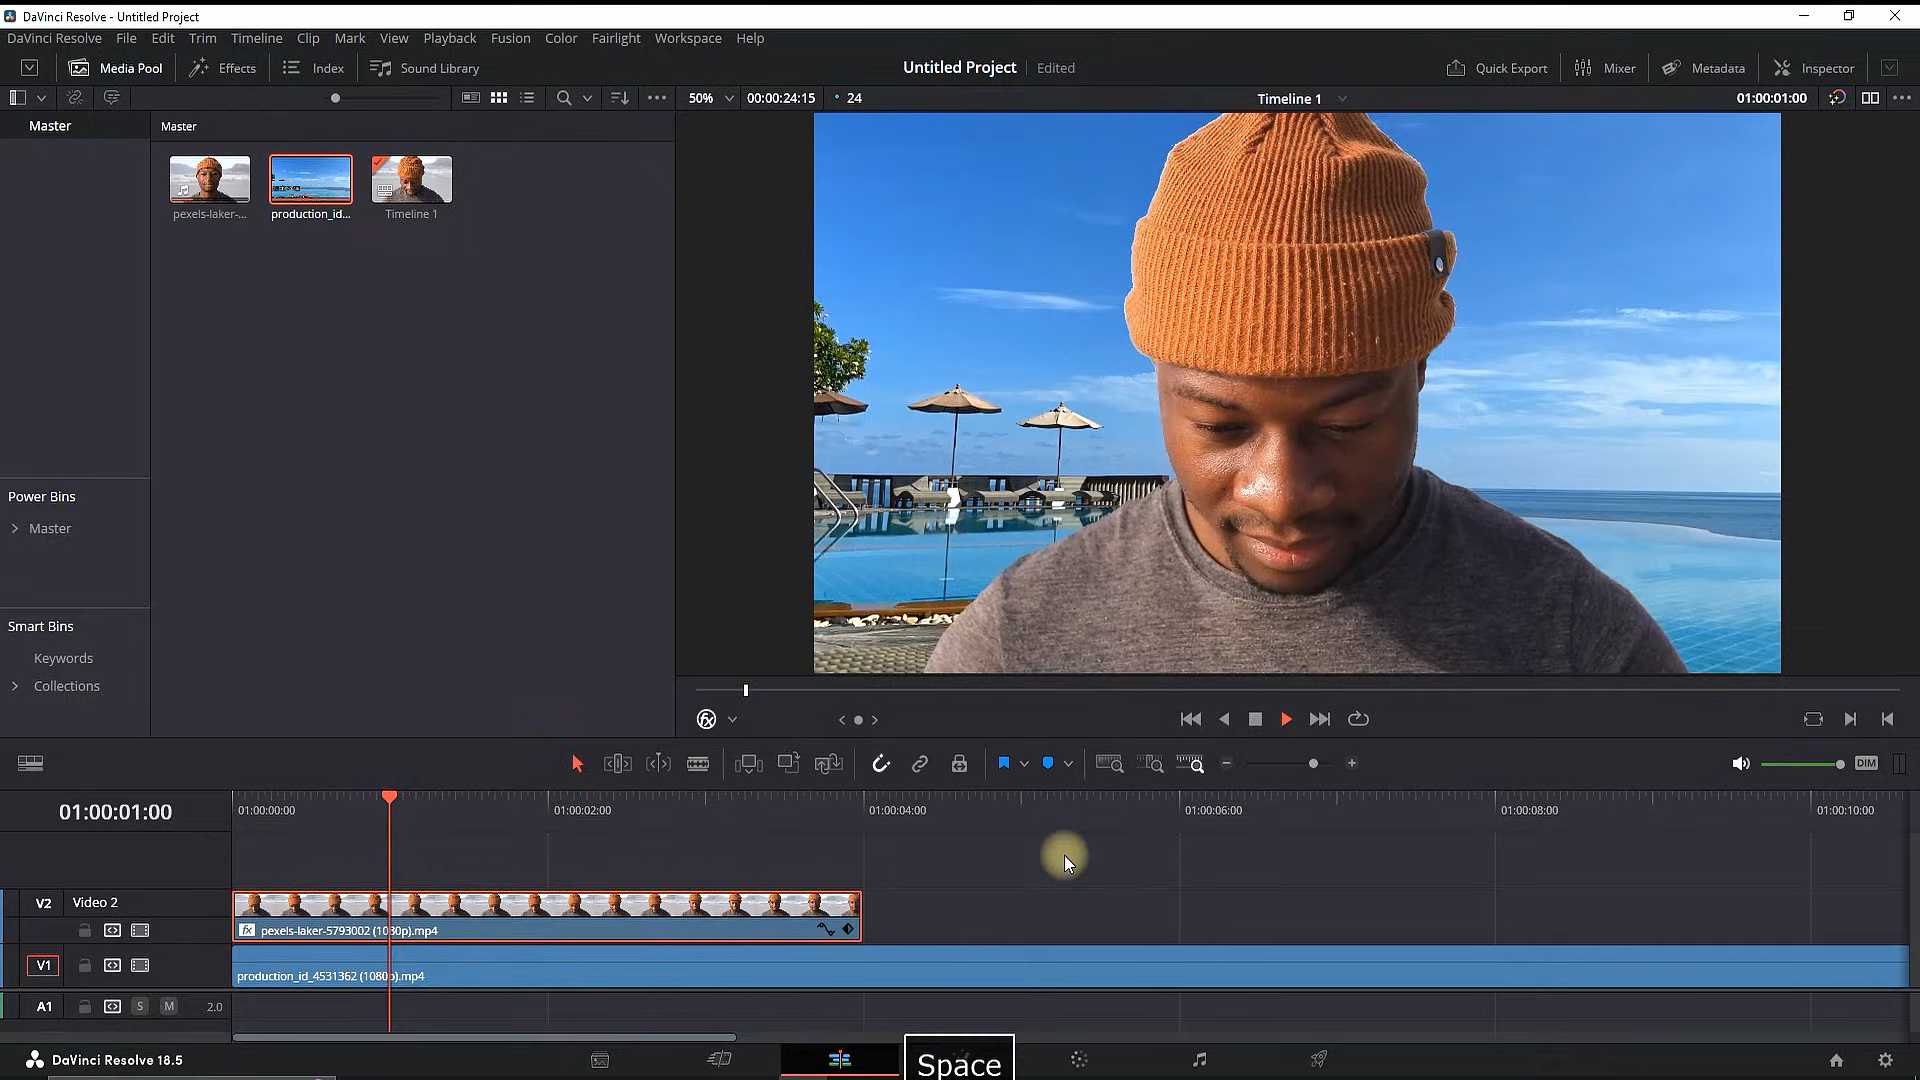 DaVinci Resolve - Untitled Project
DaVinci Resolve File Edit Trim Timeline Clip Mark View Playback Fusion Color Fairlight Workspace Help
Media Pool Effects Index Sound Library Untitled Project Edited Quick Export Mixer Metadata Inspector
50% 00:00:24:15 24 Timeline 1 01:00:01:00
Master
Master
pexels-laker-... production_id... Timeline 1
Power Bins
Master
Smart Bins
Keywords
Collections
DIM
01:00:01:00 01:00:00:00 01:00:02:00 01:00:04:00 01:00:06:00 01:00:08:00 01:00:10:00
V2 Video 2
fx pexels-laker-5793002 (1080p).mp4
V1 production_id_4531362 (1080p).mp4
A1 S M 2.0
DaVinci Resolve 18.5
Space